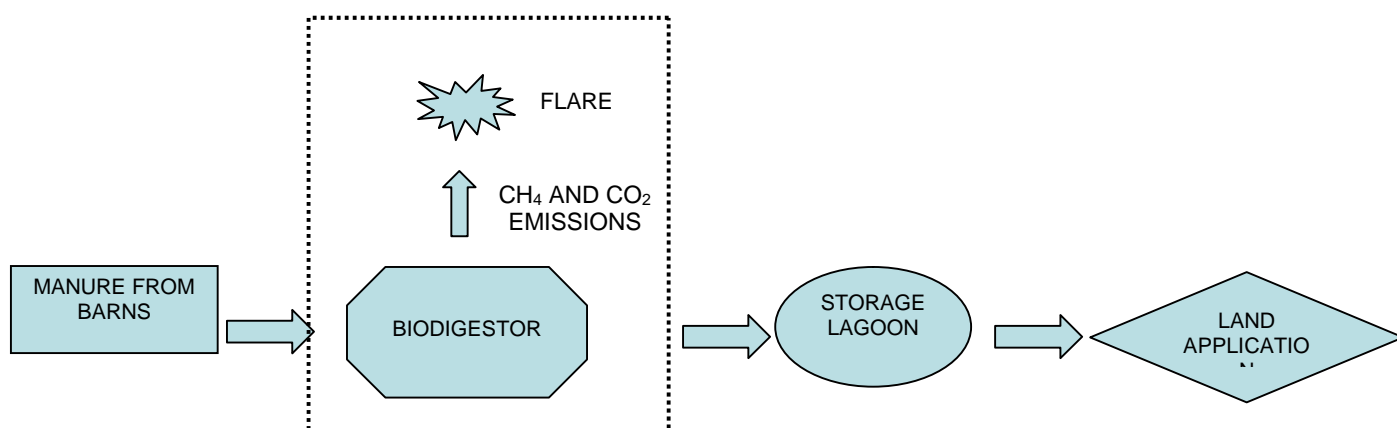 FLARE
CH₄ AND CO₂
EMISSIONS
MANURE FROM
BARNS
BIODIGESTOR
STORAGE
LAGOON
LAND
APPLICATIO
N